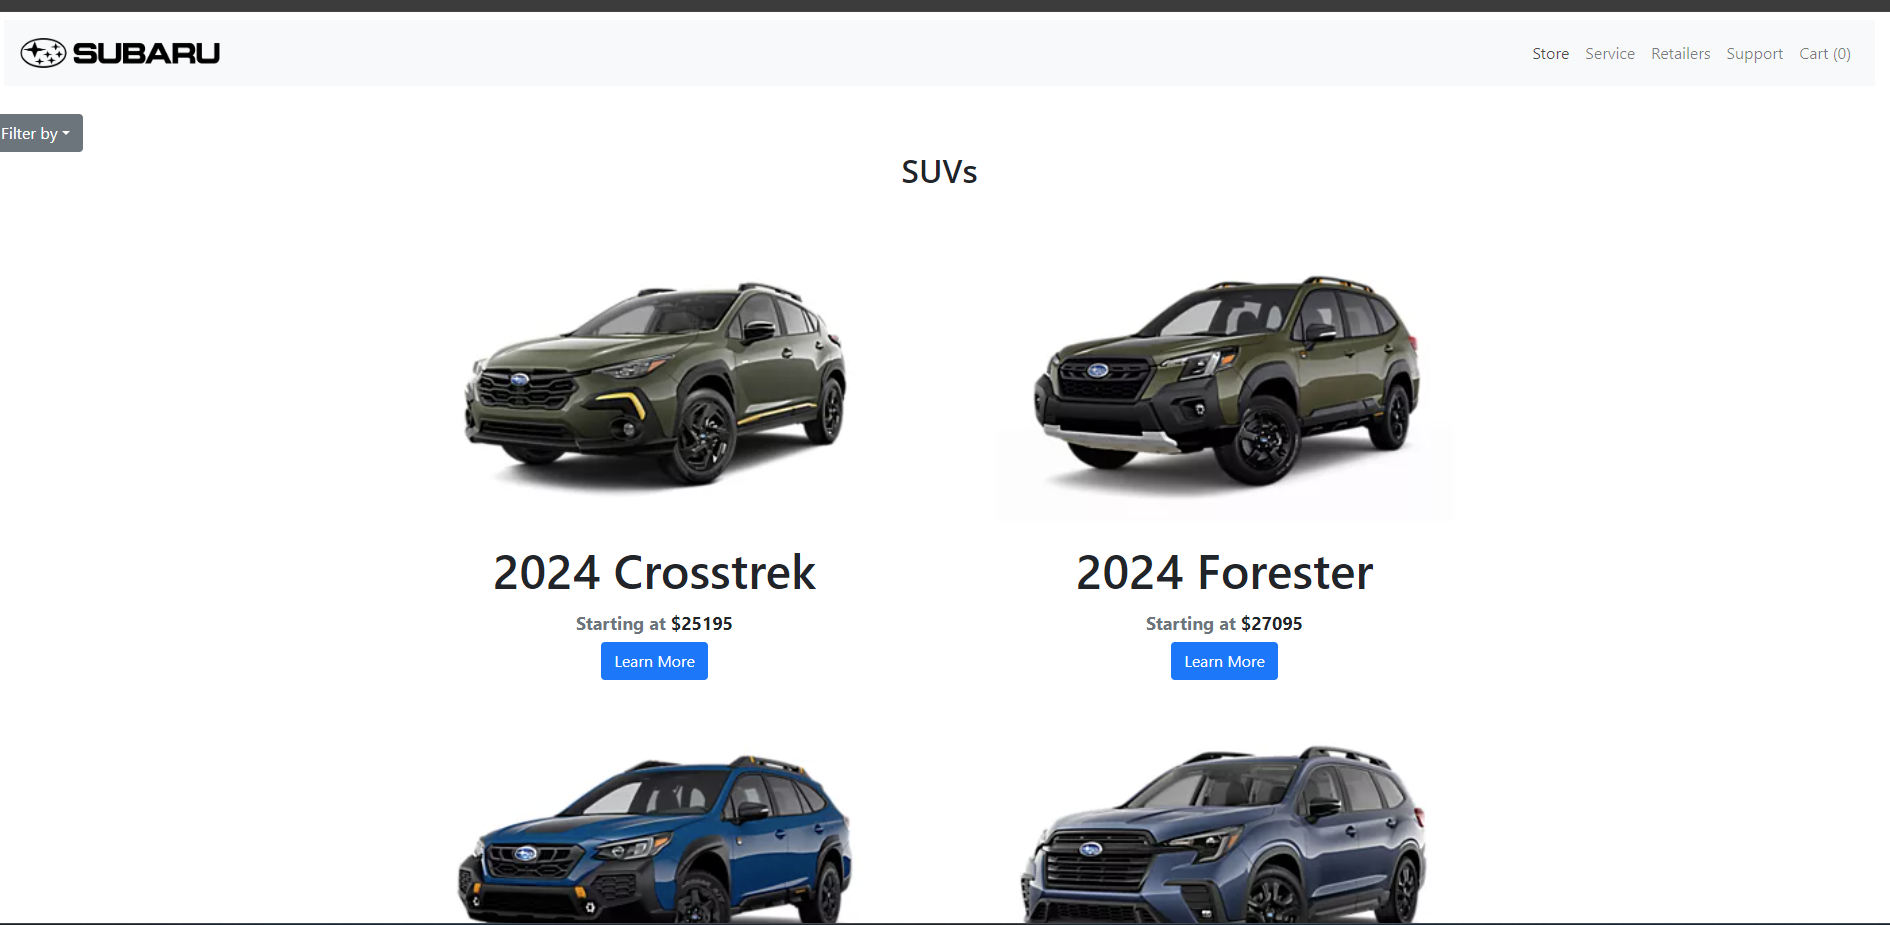 SUBARU
Store Service Retailers Support Cart (0)
Filter by
SUVs
2024 Crosstrek
Starting at $25195
Learn More
2024 Forester
Starting at $27095
Learn More